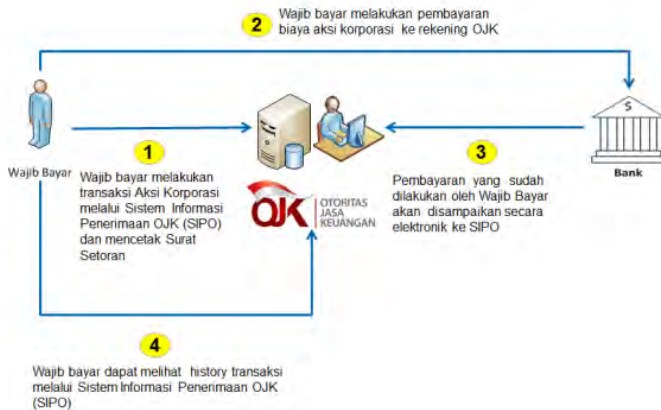 2
Wajib bayar melakukan pembayaran
biaya aksi korporasi ke rekening OJK
Wajib Bayar
1
Wajib bayar melakukan
transaksi Aksi Korporasi
melalui Sistem Informasi
Penerimaan OJK (SIPO)
dan mencetak Surat
Setoran
OJK
OTORITAS
JASA
KEUANGAN
3
Pembayaran yang sudah
dilakukan oleh Wajib Bayar
akan disampaikan secara
elektronik ke SIPO
$
Bank
4
Wajib bayar dapat melihat history transaksi
melalui Sistem Informasi Penerimaan OJK
(SIPO)